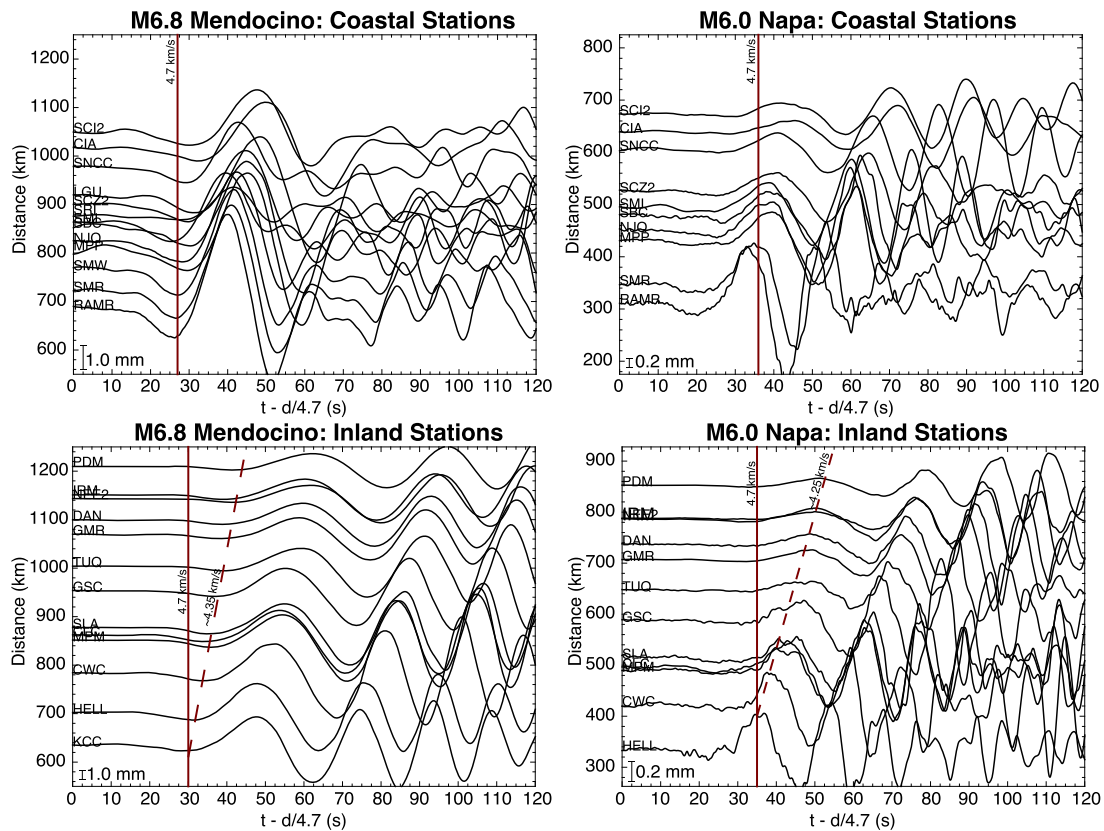 M6.8 Mendocino: Coastal Stations
Distance (km)
1200
1100
1000
900
800
700
600
4.7 km/s
SCI2
CIA
SNCC
LGU
SCZ2
SBC
NJQ
MPP
SMW
SMR
RAMR
1.0 mm
0 10 20 30 40 50 60 70 80 90 100 110 120
t - d/4.7 (s)
M6.0 Napa: Coastal Stations
Distance (km)
800
700
600
500
400
300
200
4.7 km/s
SCI2
CIA
SNCC
SCZ2
SMI
SBC
NJQ
MPP
SMR
RAMR
0.2 mm
0 10 20 30 40 50 60 70 80 90 100 110 120
t - d/4.7 (s)
M6.8 Mendocino: Inland Stations
Distance (km)
1200
1100
1000
900
800
700
600
4.7 km/s
~4.35 km/s
PDM
DAN
GMR
TUQ
GSC
SLA
MPM
CWC
HELL
KCC
1.0 mm
0 10 20 30 40 50 60 70 80 90 100 110 120
t - d/4.7 (s)
M6.0 Napa: Inland Stations
Distance (km)
900
800
700
600
500
400
300
4.7 km/s
~4.25 km/s
PDM
DAN
GMR
TUQ
GSC
SLA
MPM
CWC
HELL
0.2 mm
0 10 20 30 40 50 60 70 80 90 100 110 120
t - d/4.7 (s)